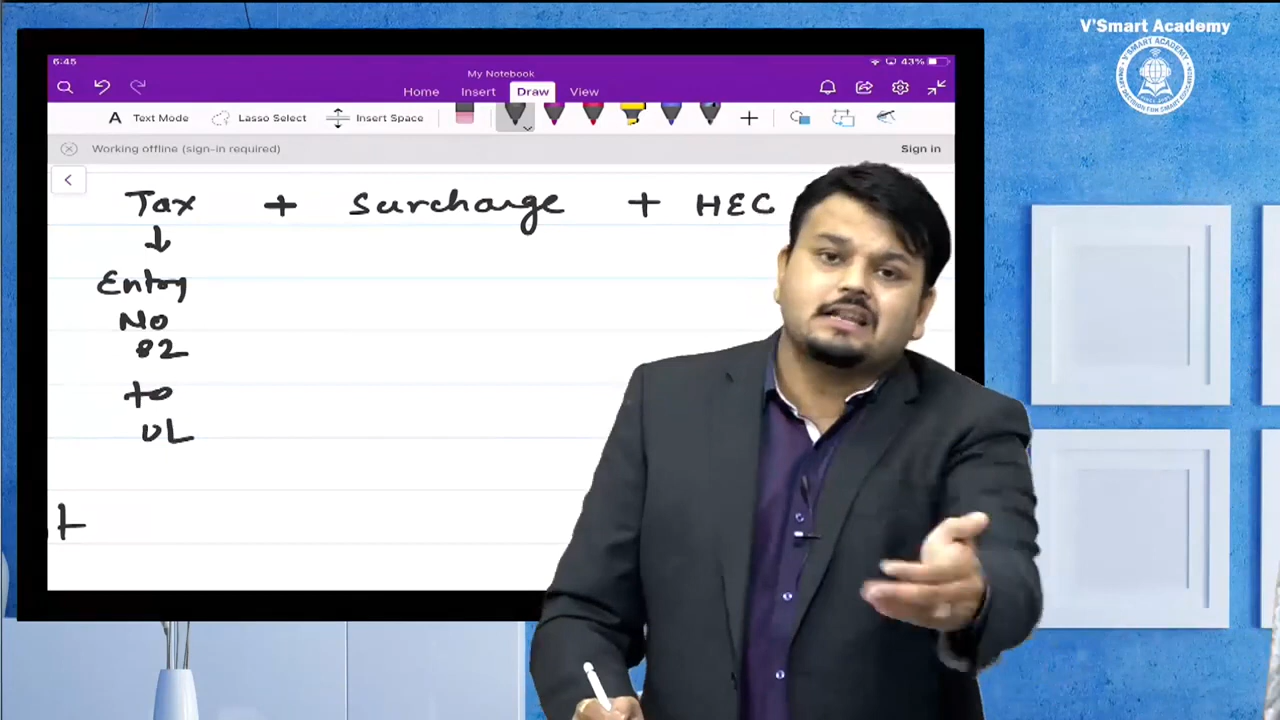 V'Smart Academy
6:45
43%
My Notebook
Home Insert Draw View
Text Mode Lasso Select Insert Space
Working offline (sign-in required) Sign in
Tax + Surcharge + HEC
Entry
No
82
to
UL